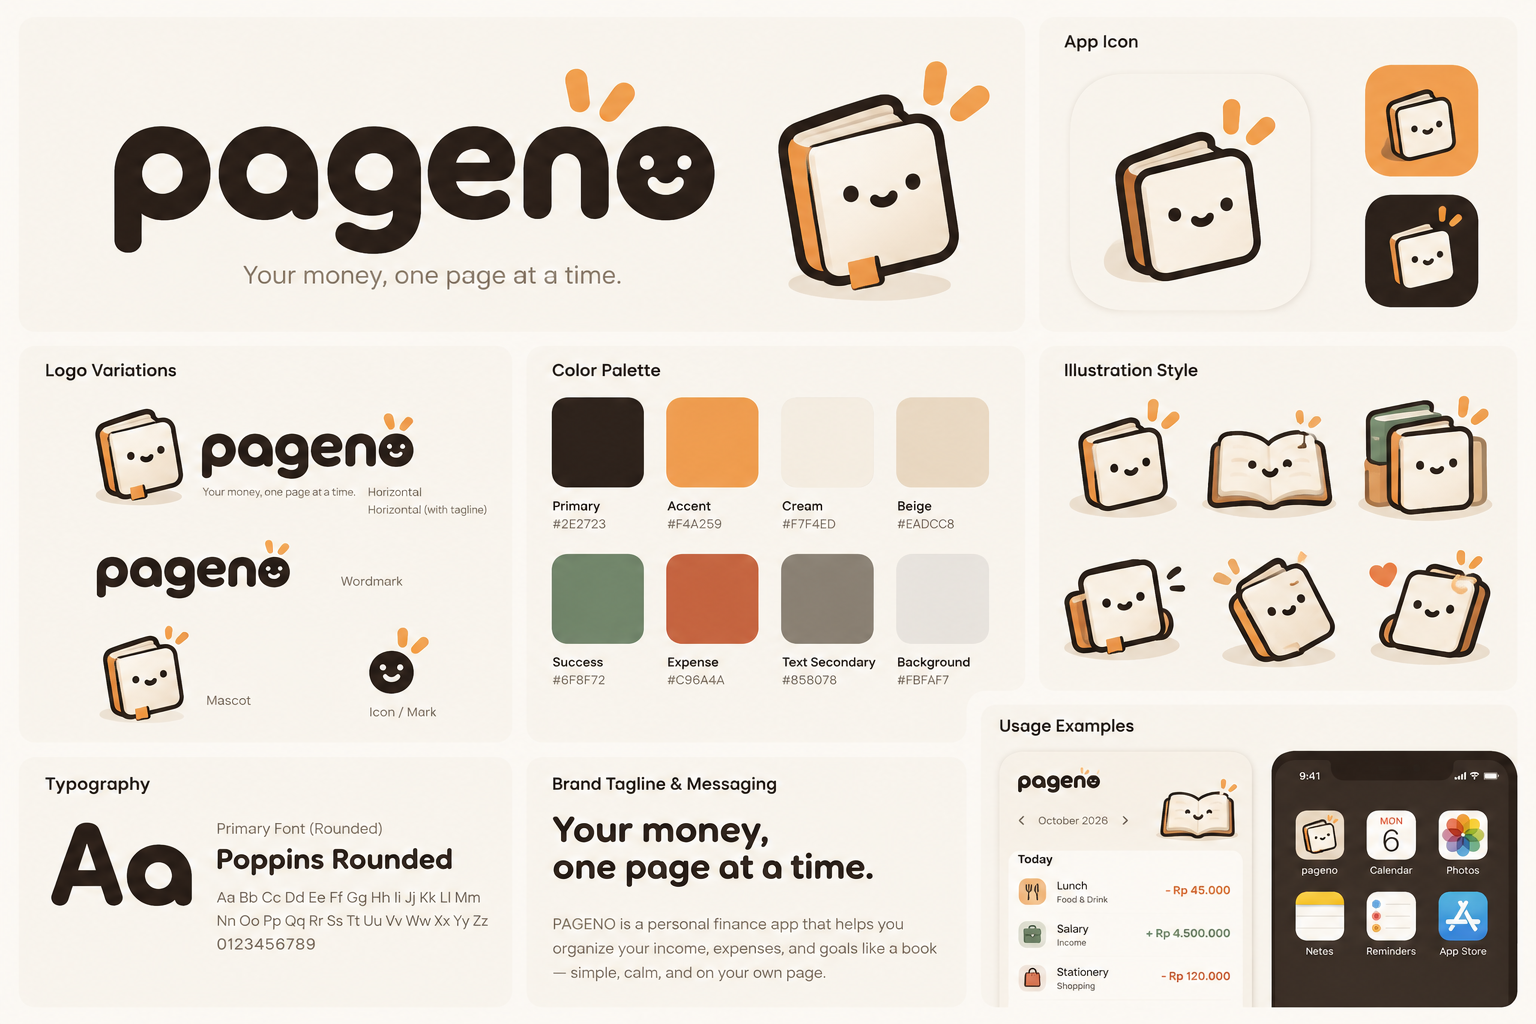 pageno
Your money, one page at a time.
App Icon
Logo Variations
pageno
Your money, one page at a time.
Horizontal
Horizontal (with tagline)
pageno
Wordmark
Mascot
Icon / Mark
Color Palette
Primary
#2E2723
Accent
#F4A259
Cream
#F7F4ED
Beige
#EADCC8
Success
#6F8F72
Expense
#C96A4A
Text Secondary
#858078
Background
#FBFAF7
Illustration Style
Typography
Aa
Primary Font (Rounded)
Poppins Rounded
Aa Bb Cc Dd Ee Ff Gg Hh Ii Jj Kk Ll Mm
Nn Oo Pp Qq Rr Ss Tt Uu Vv Ww Xx Yy Zz
0123456789
Brand Tagline & Messaging
Your money,
one page at a time.
PAGENO is a personal finance app that helps you
organize your income, expenses, and goals like a book
— simple, calm, and on your own page.
Usage Examples
pageno
October 2026
Today
Lunch
Food & Drink
- Rp 45.000
Salary
Income
+ Rp 4.500.000
Stationery
Shopping
- Rp 120.000
9:41
pageno
MON
6
Calendar
Photos
Netes
Reminders
App Store